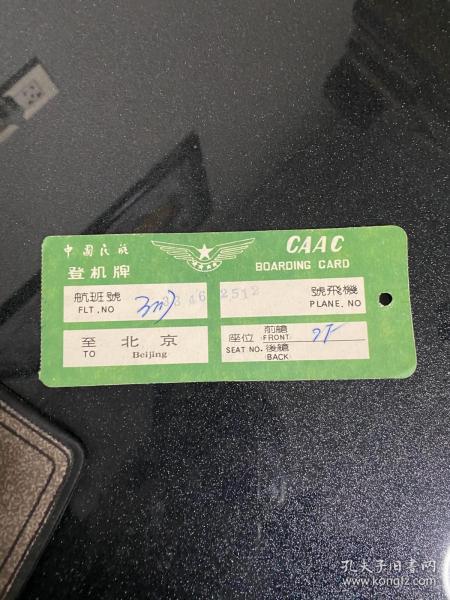 中国民航
登机牌
CAAC
BOARDING CARD
航班號
FLT.NO
3346 2512
號飛機
PLANE.NO
至 北京
TO Beijing
座位 前艙
SEAT NO. FRONT
後艙
BACK
孔夫子旧书网
www.kongfz.com